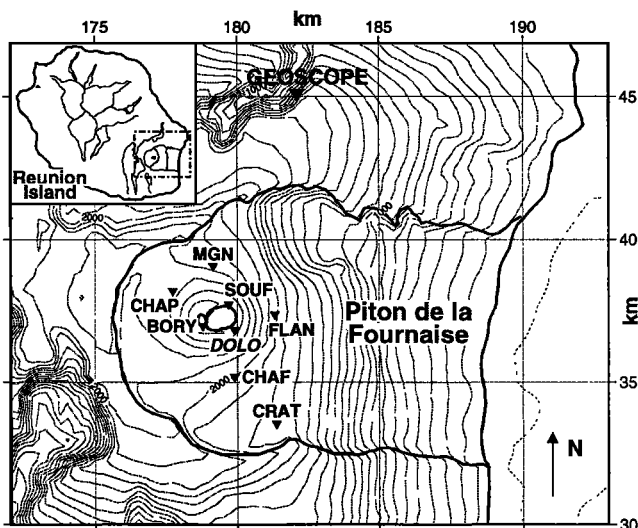 km
175
180
185
190
GEOSCOPE
45
Reunion
Island
2000
40
MGN
SOUF
CHAP
BORY
Piton de la
Fournaise
FLAN
DOLO
km
2000
CHAF
35
CRAT
N
30